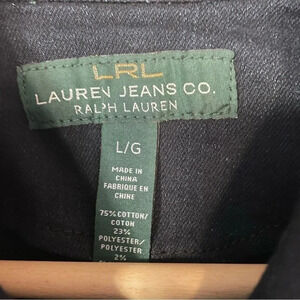 LRL
LAUREN JEANS CO.
RALPH LAUREN
L/G
MADE IN
CHINA
FABRIQUE EN
CHINE
75% COTTON/
COTON
23%
POLYESTER/
POLYESTER
2%